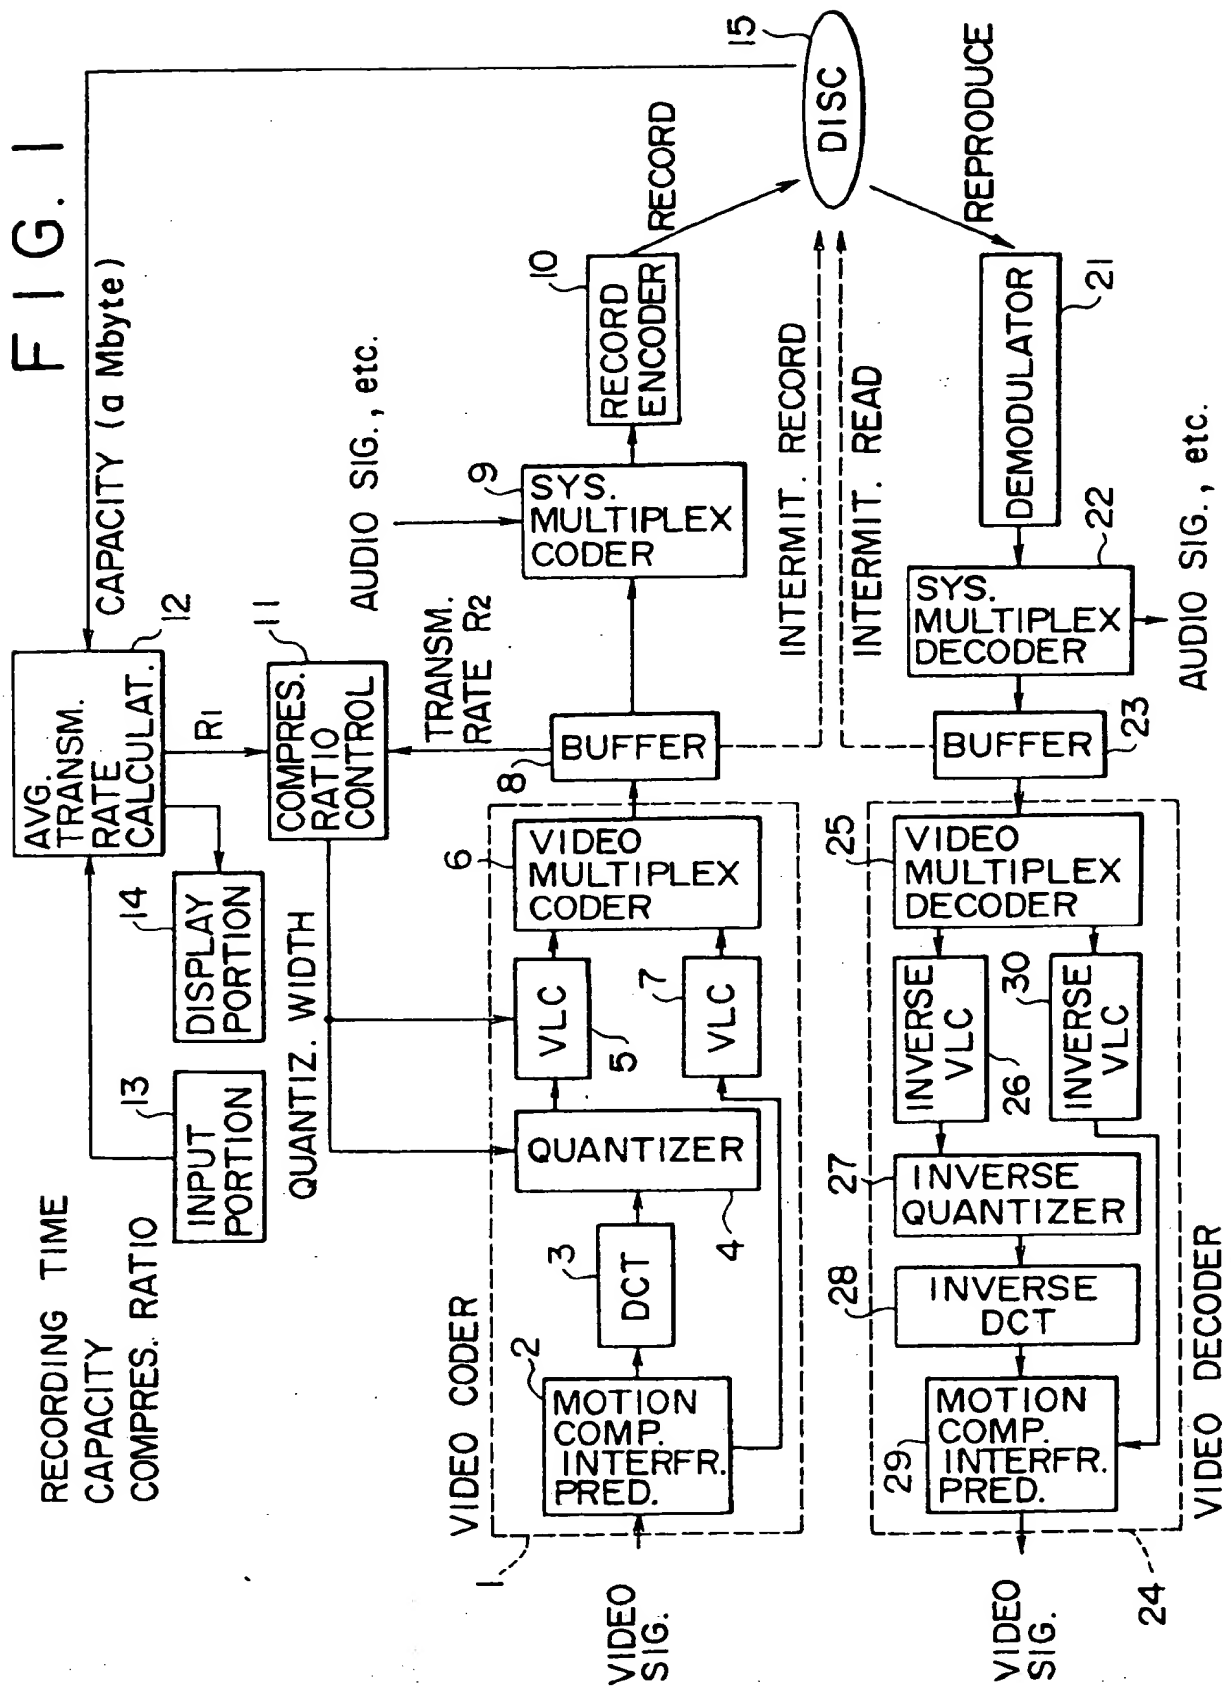 FIG. 1
RECORDING TIME
CAPACITY
COMPRES. RATIO
INPUT
PORTION
13
DISPLAY
PORTION
14
AVG.
TRANSM.
RATE
CALCULAT.
12
CAPACITY (a Mbyte)
R1
COMPRES.
RATIO
CONTROL
11
QUANTIZ. WIDTH
TRANSM.
RATE R2
AUDIO SIG., etc.
VIDEO CODER
1
VIDEO
SIG.
MOTION
COMP.
INTERFR.
PRED.
2
DCT
3
QUANTIZER
4
VLC
5
VLC
7
VIDEO
MULTIPLEX
CODER
6
BUFFER
8
SYS.
MULTIPLEX
CODER
9
RECORD
ENCODER
10
RECORD
DISC
15
INTERMIT. RECORD
INTERMIT. READ
REPRODUCE
DEMODULATOR
21
SYS.
MULTIPLEX
DECODER
22
AUDIO SIG., etc.
BUFFER
23
VIDEO
MULTIPLEX
DECODER
25
INVERSE
VLC
26
INVERSE
VLC
30
INVERSE
QUANTIZER
27
INVERSE
DCT
28
MOTION
COMP.
INTERFR.
PRED.
29
VIDEO
SIG.
24
VIDEO DECODER